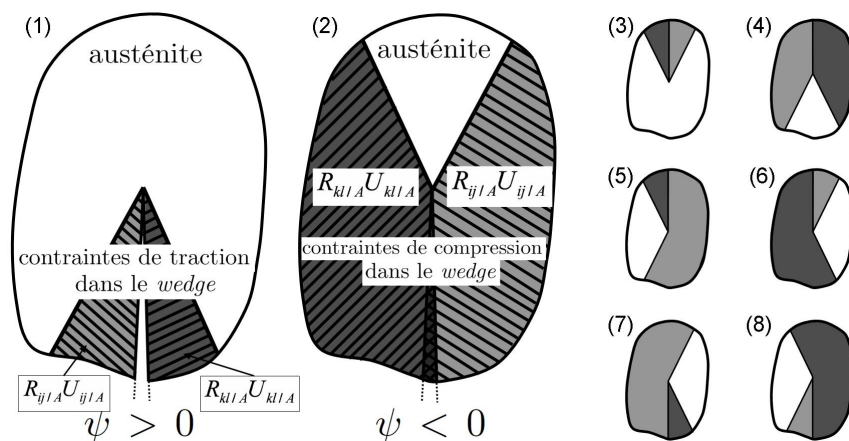 (1)
austénite
contraintes de traction
dans le wedge
R_{ij/A}U_{ij/A}
R_{kl/A}U_{kl/A}
ψ > 0
(2)
austénite
R_{kl/A}U_{kl/A}
R_{ij/A}U_{ij/A}
contraintes de compression
dans le wedge
ψ < 0
(3)
(4)
(5)
(6)
(7)
(8)